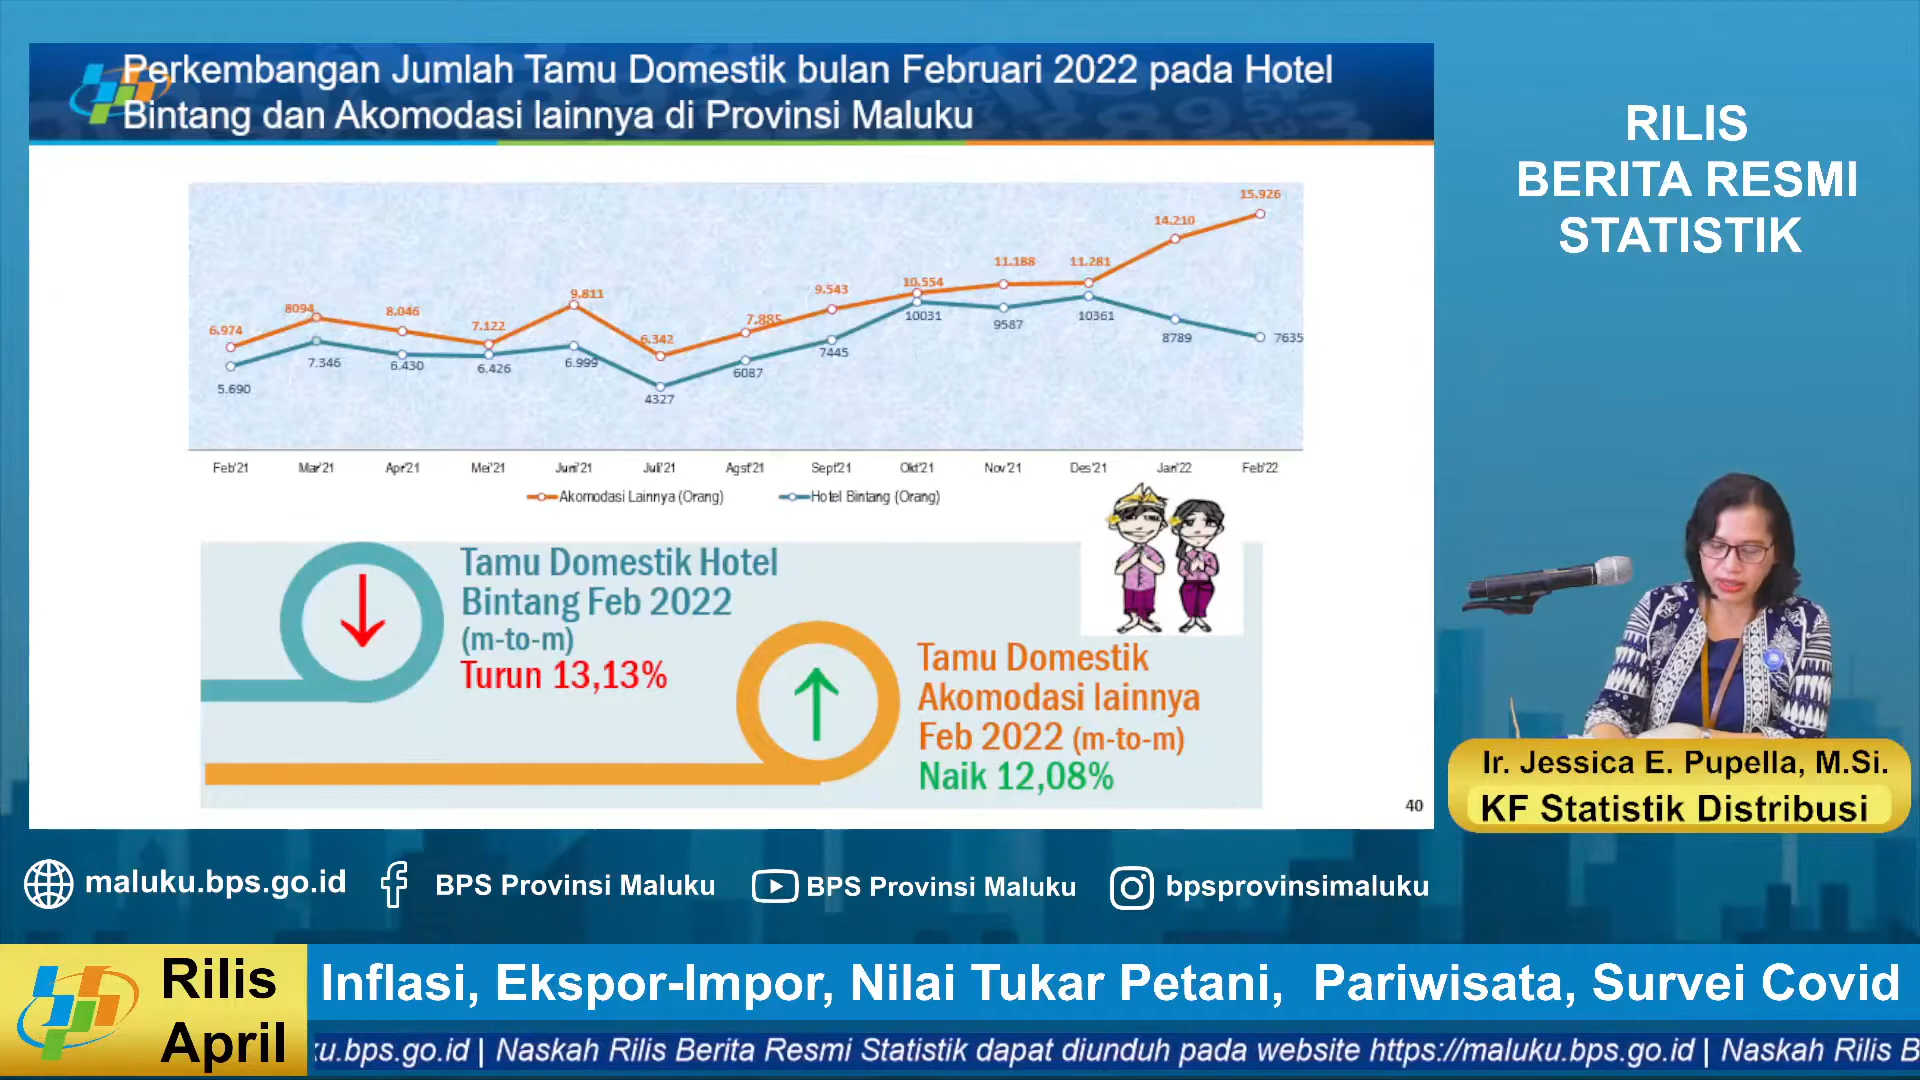 Perkembangan Jumlah Tamu Domestik bulan Februari 2022 pada Hotel
Bintang dan Akomodasi lainnya di Provinsi Maluku
RILIS
BERITA RESMI
STATISTIK
6.974
8094
8.046
7.122
9.811
6.342
7.885
9.543
10.554
11.188
11.281
14.210
15.926
5.690
7.346
6.430
6.426
6.999
4327
6087
7445
10031
9587
10361
8789
7635
Feb'21
Mar'21
Apr'21
Mei'21
Juni'21
Juli'21
Agst'21
Sept'21
Okt'21
Nov'21
Des'21
Jan'22
Feb'22
Akomodasi Lainnya (Orang)
Hotel Bintang (Orang)
Tamu Domestik Hotel
Bintang Feb 2022
(m-to-m)
Turun 13,13%
Tamu Domestik
Akomodasi lainnya
Feb 2022 (m-to-m)
Naik 12,08%
40
Ir. Jessica E. Pupella, M.Si.
KF Statistik Distribusi
maluku.bps.go.id
BPS Provinsi Maluku
BPS Provinsi Maluku
bpsprovinsimaluku
Rilis
April
Inflasi, Ekspor-Impor, Nilai Tukar Petani, Pariwisata, Survei Covid
u.bps.go.id | Naskah Rilis Berita Resmi Statistik dapat diunduh pada website https://maluku.bps.go.id | Naskah Rilis B